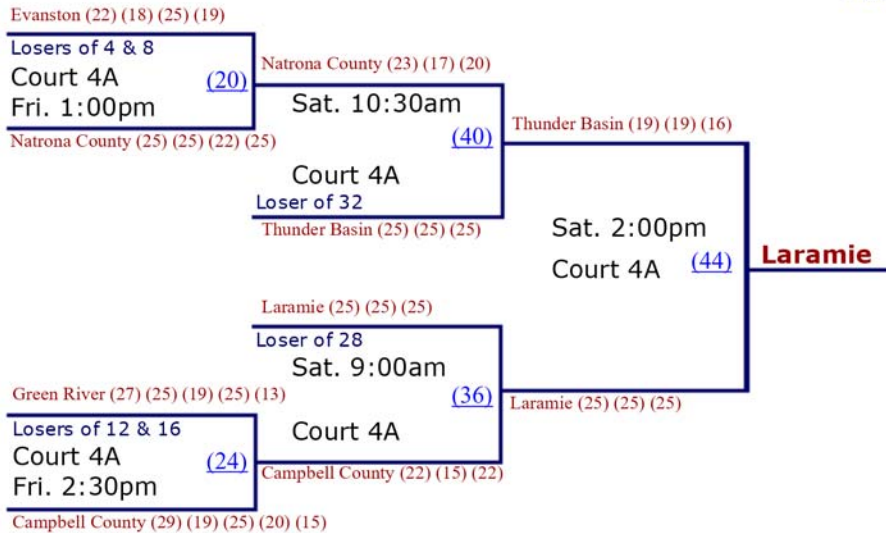 Evanston (22) (18) (25) (19)
Losers of 4 & 8
Court 4A
(20)
Fri. 1:00pm
Natrona County (25) (25) (22) (25)
Natrona County (23) (17) (20)
Sat. 10:30am
(40)
Court 4A
Loser of 32
Thunder Basin (25) (25) (25)
Thunder Basin (19) (19) (16)
Sat. 2:00pm
Court 4A
(44)
Laramie
Laramie (25) (25) (25)
Loser of 28
Sat. 9:00am
(36)
Court 4A
Laramie (25) (25) (25)
Green River (27) (25) (19) (25) (13)
Losers of 12 & 16
Court 4A
(24)
Fri. 2:30pm
Campbell County (22) (15) (22)
Campbell County (29) (19) (25) (20) (15)